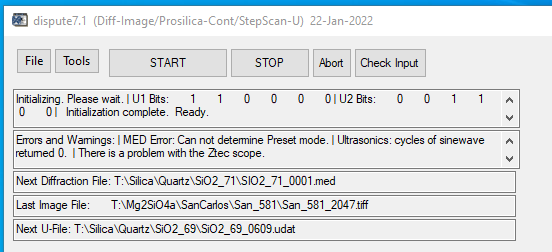 dispute7.1 (Diff-Image/Prosilica-Cont/StepScan-U) 22-Jan-2022
File Tools START STOP Abort Check Input
Initializing. Please wait. | U1 Bits: 1 1 0 0 0 0 | U2 Bits: 0 0 1 1
0 0 | Initialization complete. Ready.
Errors and Warnings: | MED Error: Can not determine Preset mode. | Ultrasonics: cycles of sinewave
returned 0. | There is a problem with the Ztec scope.
Next Diffraction File: T:\Silica\Quartz\SiO2_71\SIO2_71_0001.med
Last Image File: T:\Mg2SiO4a\SanCarlos\San_581\San_581_2047.tiff
Next U-File: T:\Silica\Quartz\SiO2_69\SiO2_69_0609.udat